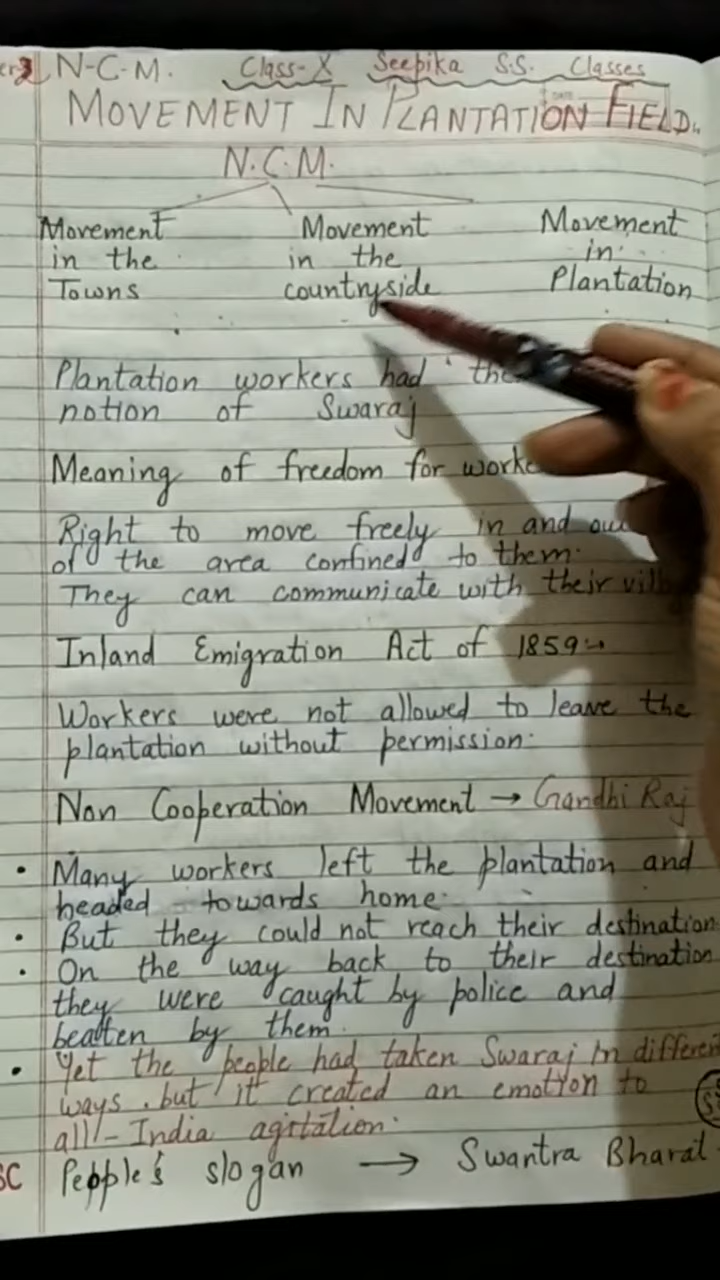 N-C-M. Class-X Seepika S.S. Classes
MOVEMENT IN PLANTATION FIELD
N.C.M.
Movement in the Towns
Movement in the countryside
Movement in Plantation
Plantation workers had
notion of Swaraj
Meaning of freedom for
Right to move freely in and
of the area confined to them.
They can communicate with their
Inland Emigration Act of 1859
Workers were not allowed to leave the
plantation without permission.
Non Cooperation Movement → Gandhi Raj
• Many workers left the plantation and
headed towards home.
• But they could not reach their destination
• On the way back to their destination
they were caught by police and
beaten by them.
• Yet the people had taken Swaraj in
ways. but it created an emotion to
all-India agitation.
People's slogan → Swantra Bharat